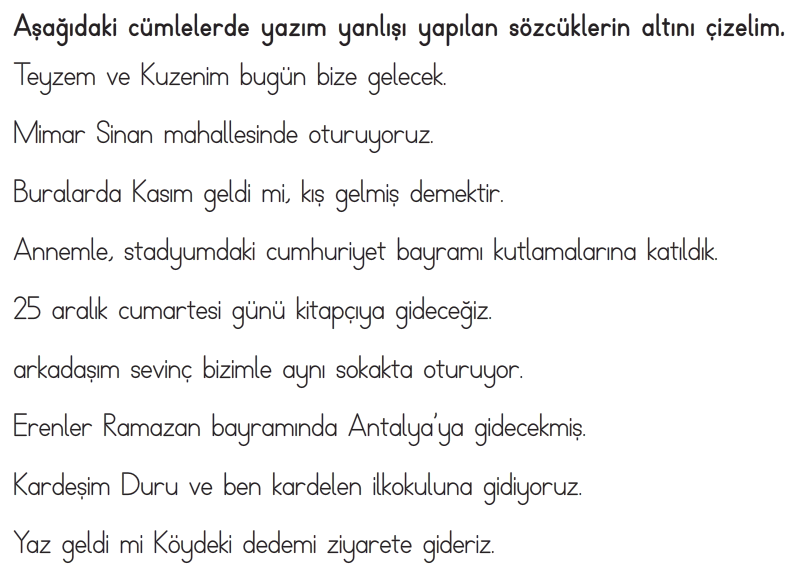 Aşağıdaki cümlelerde yazım yanlışı yapılan sözcüklerin altını çizelim.
Teyzem ve Kuzenim bugün bize gelecek.
Mimar Sinan mahallesinde oturuyoruz.
Buralarda Kasım geldi mi, kış gelmiş demektir.
Annemle, stadyumdaki cumhuriyet bayramı kutlamalarına katıldık.
25 aralık cumartesi günü kitapçıya gideceğiz.
arkadaşım sevinç bizimle aynı sokakta oturuyor.
Erenler Ramazan bayramında Antalya'ya gidecekmiş.
Kardeşim Duru ve ben kardelen ilkokuluna gidiyoruz.
Yaz geldi mi Köydeki dedemi ziyarete gideriz.